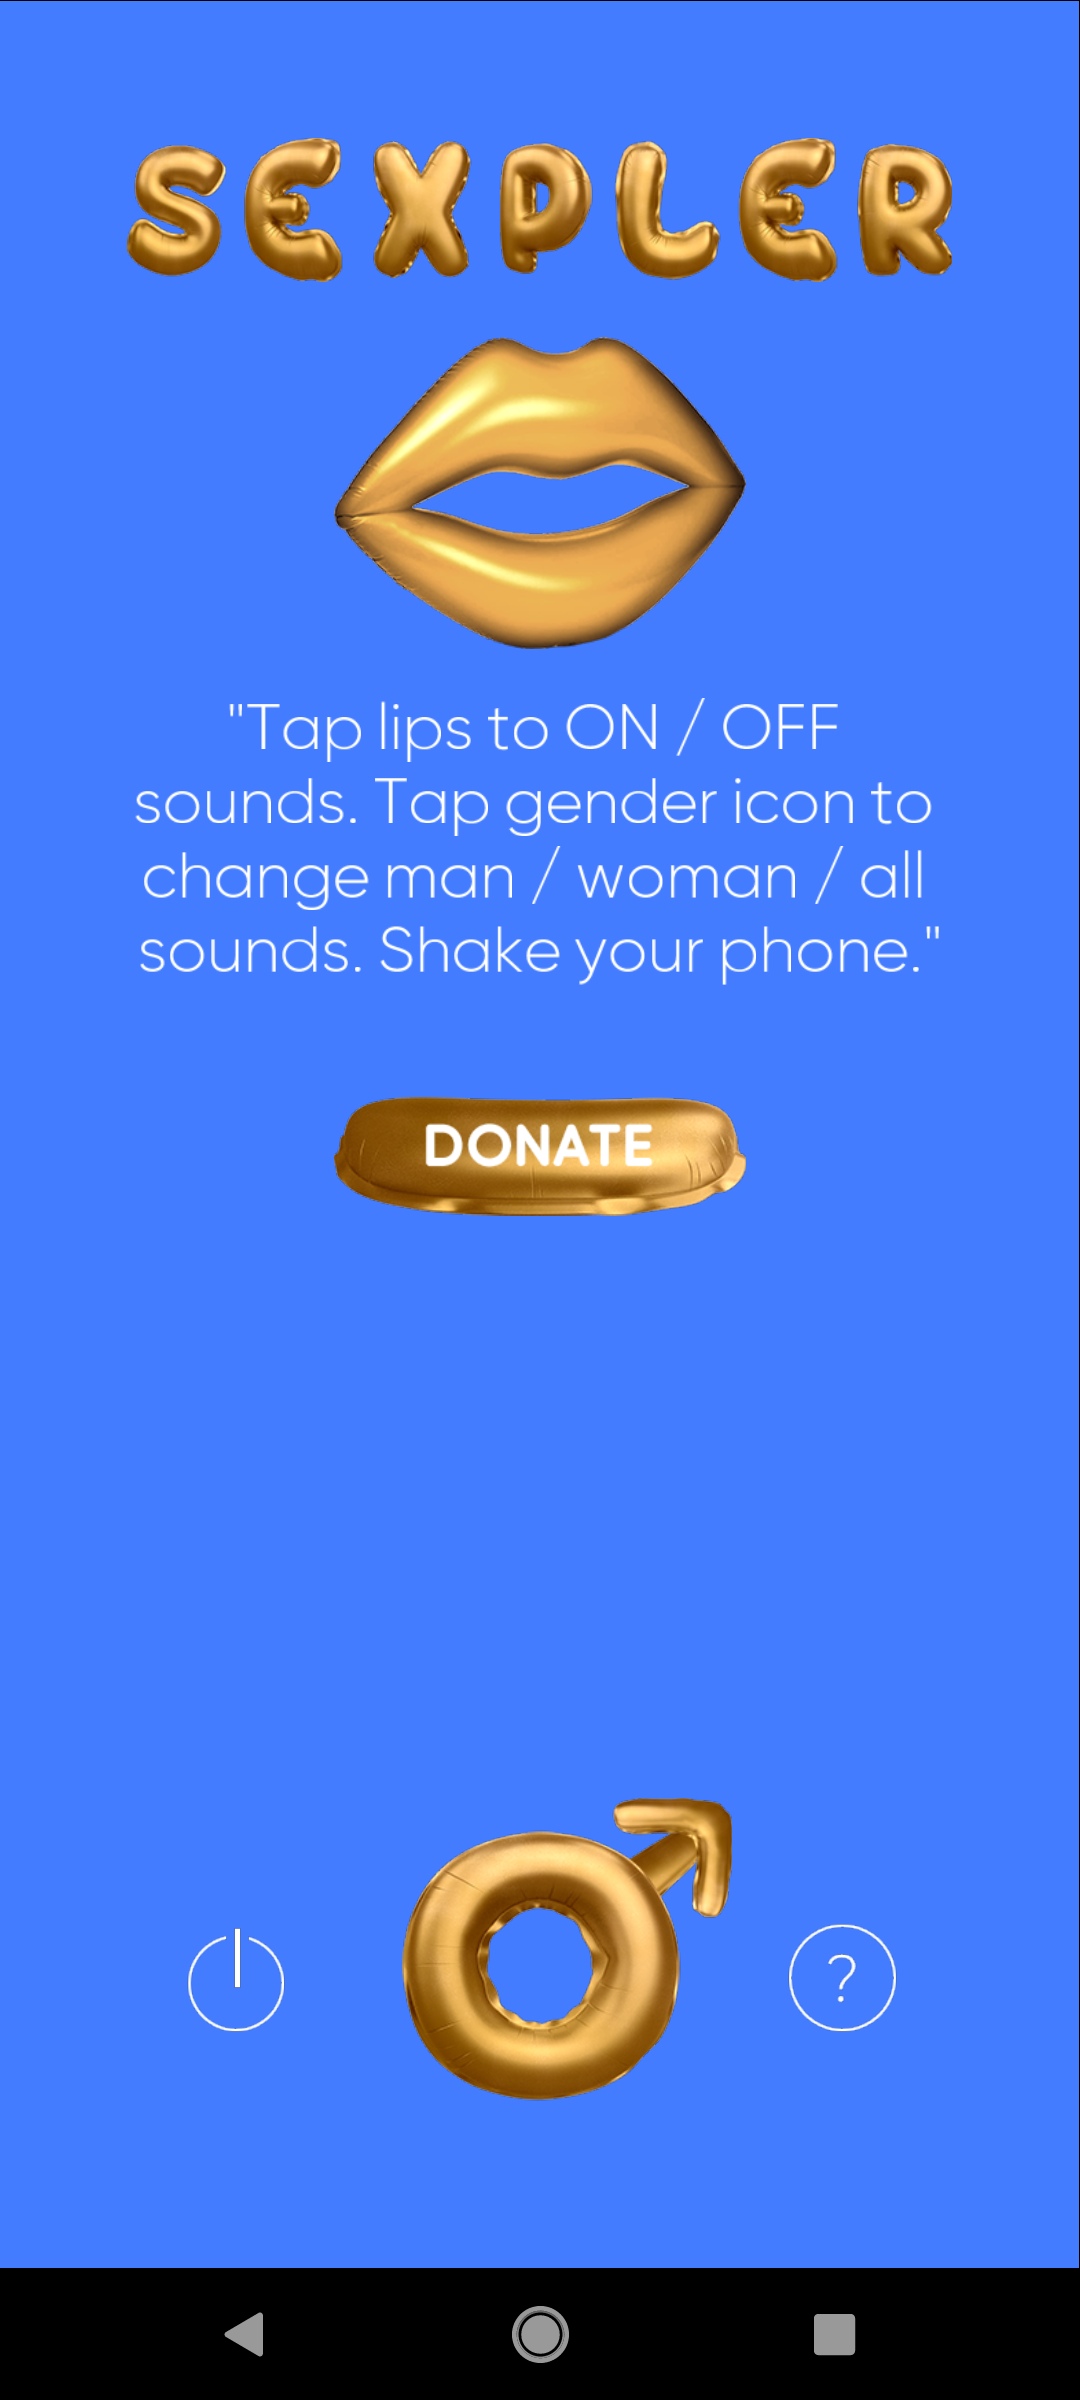 SEXPLER
"Tap lips to ON / OFF
sounds. Tap gender icon to
change man / woman / all
sounds. Shake your phone."
DONATE
?